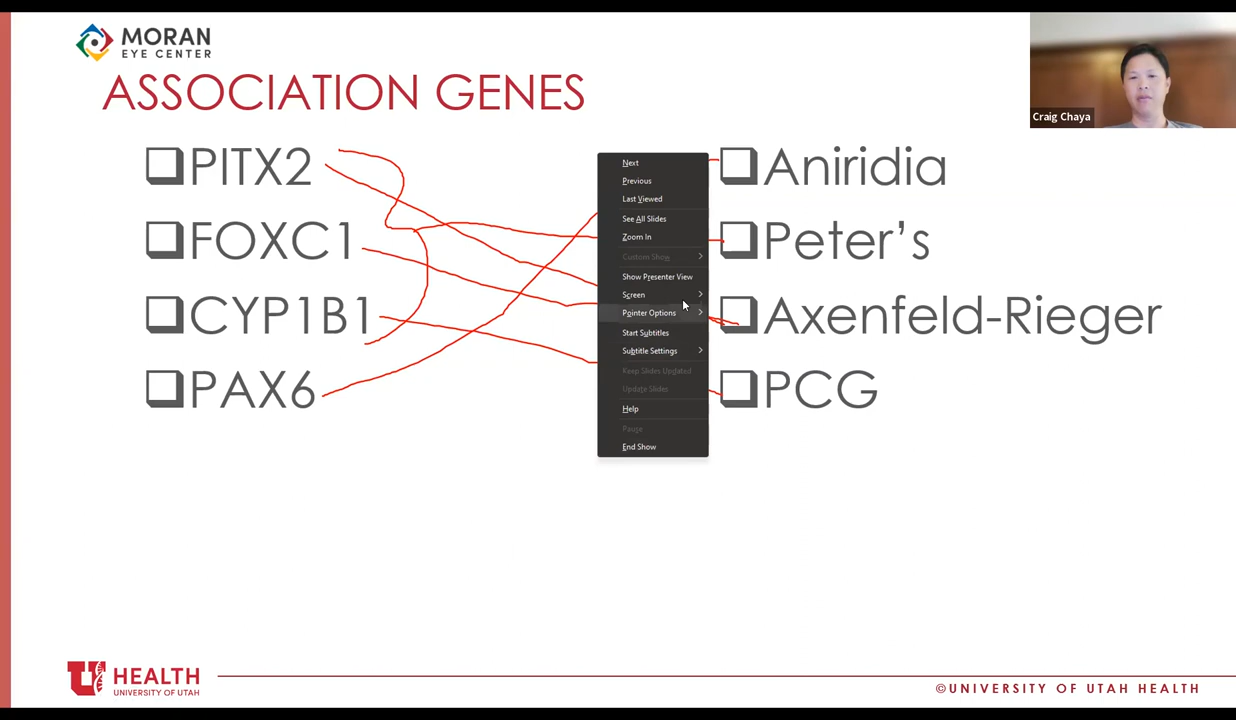 MORAN
EYE CENTER
Craig Chaya
ASSOCIATION GENES
PITX2
FOXC1
CYP1B1
PAX6
Next
Previous
Last Viewed
See All Slides
Zoom In
Custom Show
Show Presenter View
Screen
Pointer Options
Start Subtitles
Subtitle Settings
Keep Slides Updated
Update Slides
Help
Pause
End Show
Aniridia
Peter’s
Axenfeld-Rieger
PCG
U HEALTH
UNIVERSITY OF UTAH
©UNIVERSITY OF UTAH HEALTH